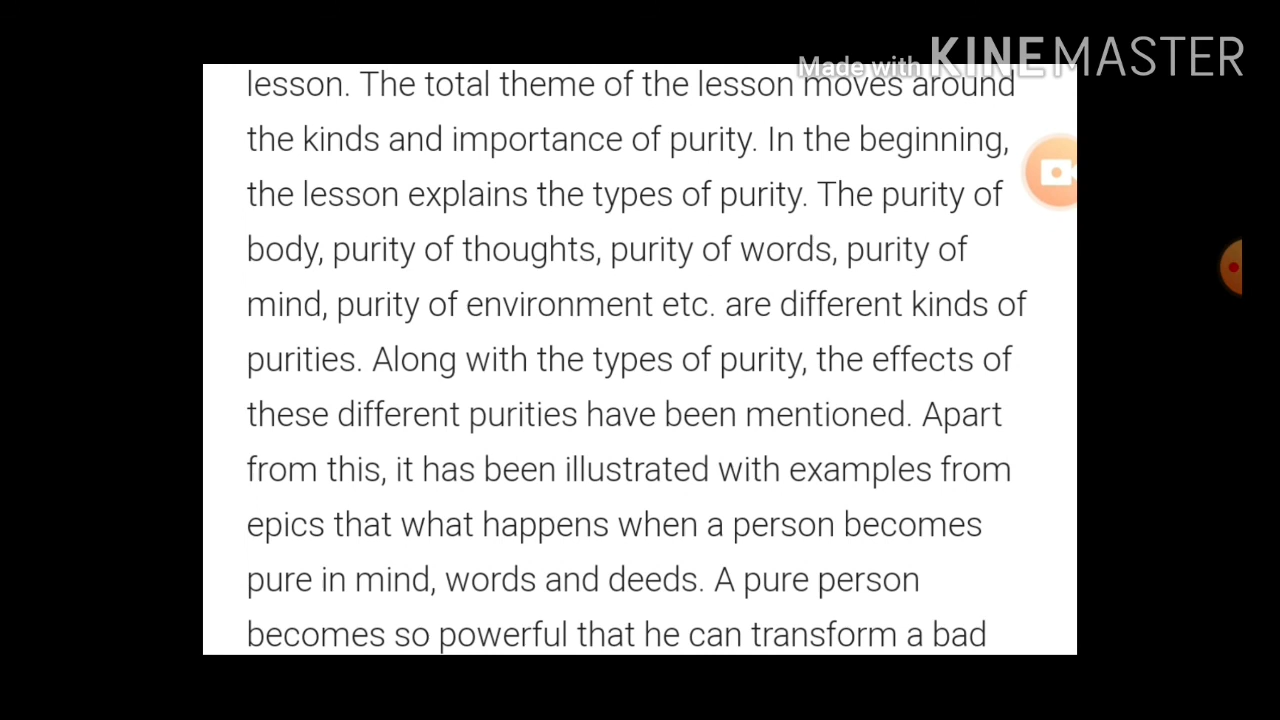 Made with KINEMASTER
lesson. The total theme of the lesson moves around
the kinds and importance of purity. In the beginning,
the lesson explains the types of purity. The purity of
body, purity of thoughts, purity of words, purity of
mind, purity of environment etc. are different kinds of
purities. Along with the types of purity, the effects of
these different purities have been mentioned. Apart
from this, it has been illustrated with examples from
epics that what happens when a person becomes
pure in mind, words and deeds. A pure person
becomes so powerful that he can transform a bad